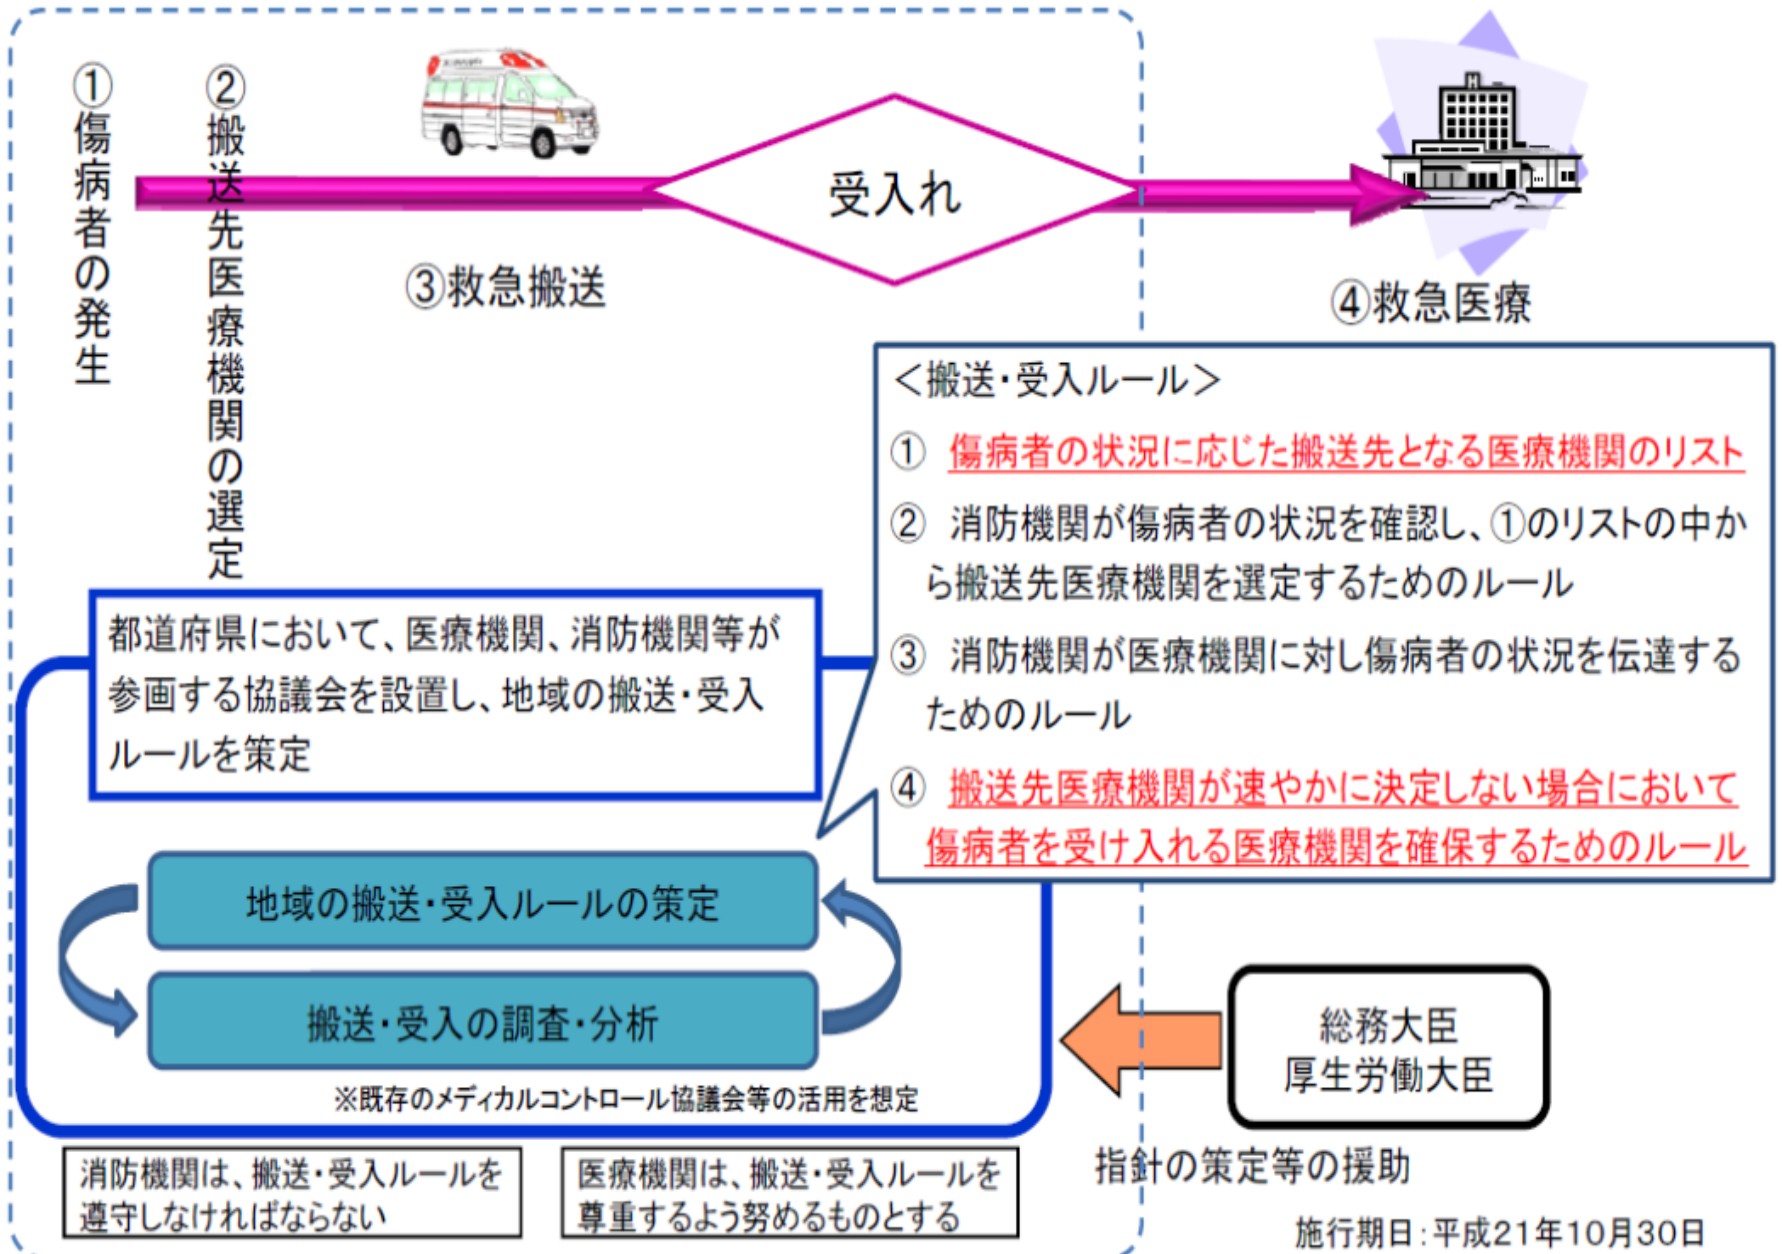 ①傷病者の発生
②搬送先医療機関の選定
受入れ
③救急搬送
④救急医療
＜搬送・受入ルール＞
① 傷病者の状況に応じた搬送先となる医療機関のリスト
② 消防機関が傷病者の状況を確認し、①のリストの中か
ら搬送先医療機関を選定するためのルール
③ 消防機関が医療機関に対し傷病者の状況を伝達する
ためのルール
④ 搬送先医療機関が速やかに決定しない場合において
傷病者を受け入れる医療機関を確保するためのルール
都道府県において、医療機関、消防機関等が
参画する協議会を設置し、地域の搬送・受入
ルールを策定
地域の搬送・受入ルールの策定
搬送・受入の調査・分析
※既存のメディカルコントロール協議会等の活用を想定
総務大臣
厚生労働大臣
指針の策定等の援助
消防機関は、搬送・受入ルールを
遵守しなければならない
医療機関は、搬送・受入ルールを
尊重するよう努めるものとする
施行期日：平成21年10月30日